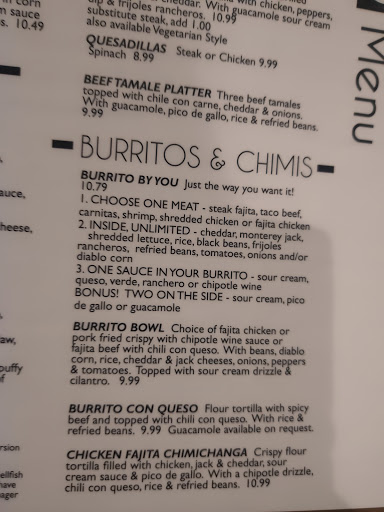 with chicken, peppers,
cheddar. With guacamole sour cream
& frijoles rancheros. 10.99
substitute steak, add 1.00
also available Vegetarian Style
QUESADILLAS Steak or Chicken 9.99
Spinach 8.99
BEEF TAMALE PLATTER Three beef tamales
topped with chile con carne, cheddar & onions.
With guacamole, pico de gallo, rice & refried beans.
9.99
BURRITOS & CHIMIS
BURRITO BY YOU Just the way you want it!
10.79
1. CHOOSE ONE MEAT - steak fajita, taco beef,
carnitas, shrimp, shredded chicken or fajita chicken
2. INSIDE, UNLIMITED - cheddar, monterey jack,
shredded lettuce, rice, black beans, frijoles
rancheros, refried beans, tomatoes, onions and/or
diablo corn
3. ONE SAUCE IN YOUR BURRITO - sour cream,
queso, verde, ranchero or chipotle wine
BONUS! TWO ON THE SIDE - sour cream, pico
de gallo or guacamole
BURRITO BOWL Choice of fajita chicken or
pork fried crispy with chipotle wine sauce or
fajita beef with chili con queso. With beans, diablo
corn, rice, cheddar & jack cheeses, onions, peppers
& tomatoes. Topped with sour cream drizzle &
cilantro. 9.99
BURRITO CON QUESO Flour tortilla with spicy
beef and topped with chili con queso. With rice &
refried beans. 9.99 Guacamole available on request.
CHICKEN FAJITA CHIMICHANGA Crispy flour
tortilla filled with chicken, jack & cheddar, sour
cream sauce & pico de gallo. With a chipotle drizzle,
chili con queso, rice & refried beans. 10.99
Menu
corn
sauce
10.49